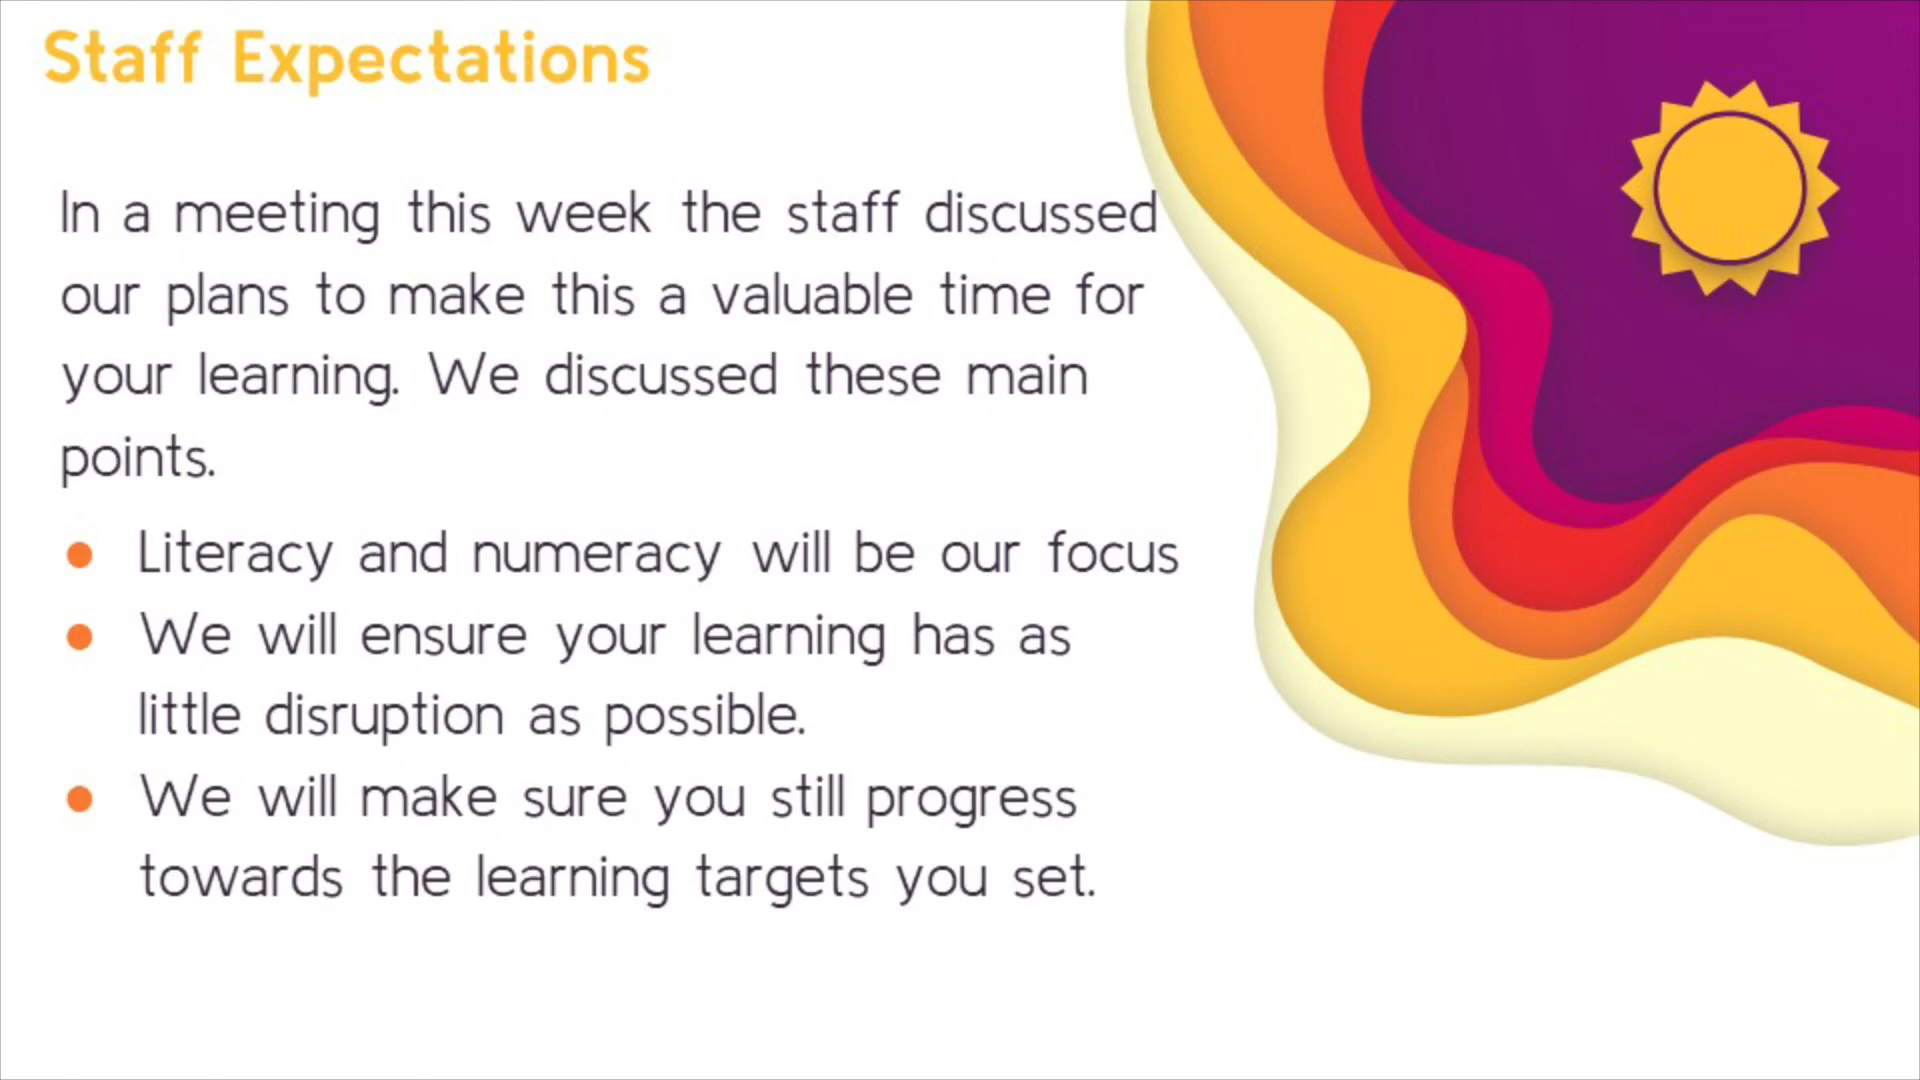 Staff Expectations
In a meeting this week the staff discussed
our plans to make this a valuable time for
your learning. We discussed these main
points.
● Literacy and numeracy will be our focus
● We will ensure your learning has as
little disruption as possible.
● We will make sure you still progress
towards the learning targets you set.